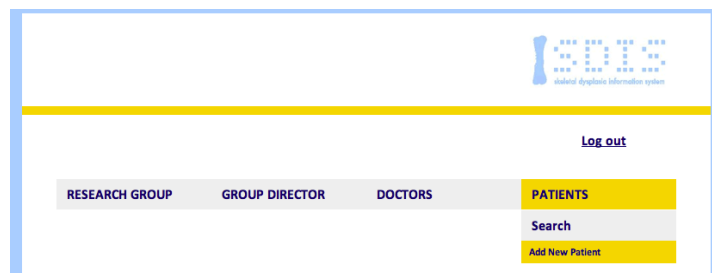 SDIS
skeletal dysplasia information system
Log out
RESEARCH GROUP GROUP DIRECTOR DOCTORS PATIENTS
Search
Add New Patient